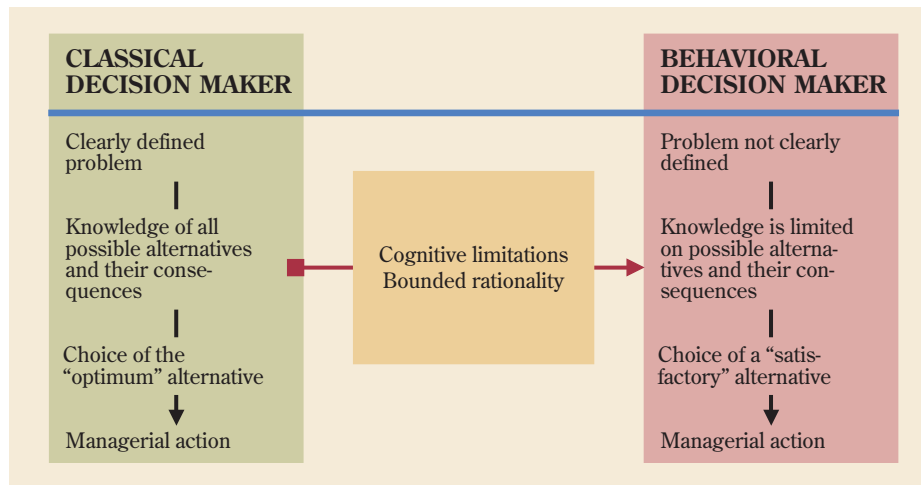 CLASSICAL
DECISION MAKER
Clearly defined
problem
Knowledge of all
possible alternatives
and their conse-
quences
Choice of the
“optimum” alternative
Managerial action
Cognitive limitations
Bounded rationality
BEHAVIORAL
DECISION MAKER
Problem not clearly
defined
Knowledge is limited
on possible alterna-
tives and their con-
sequences
Choice of a “satis-
factory” alternative
Managerial action